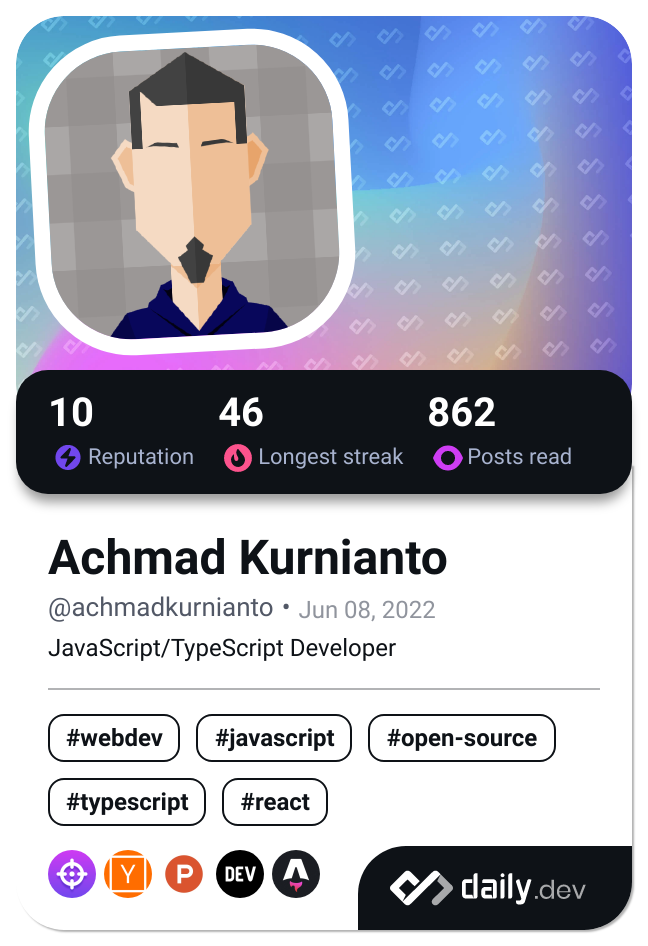 10 46 862
Reputation Longest streak Posts read
Achmad Kurnianto
@achmadkurnianto • Jun 08, 2022
JavaScript/TypeScript Developer
#webdev #javascript #open-source
#typescript #react
Y P DEV
daily.dev